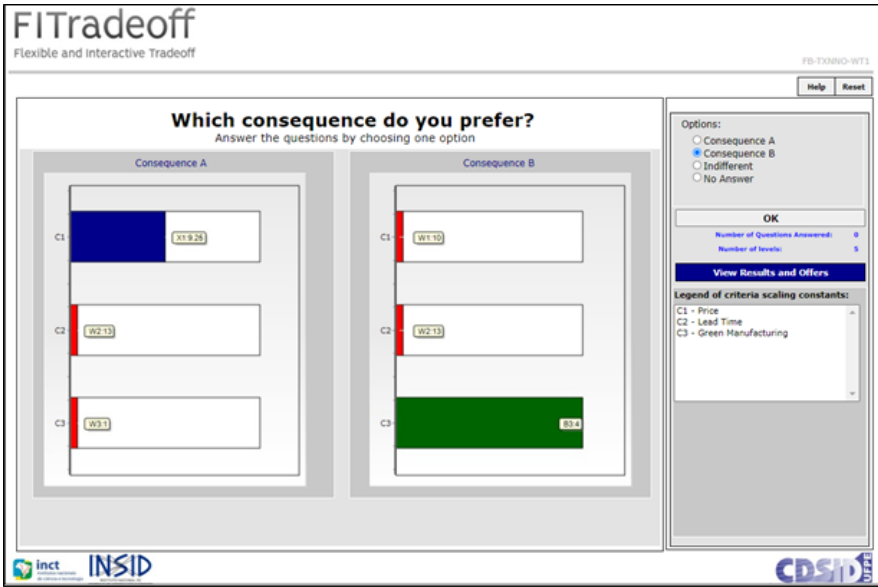 FITradeoff
Flexible and Interactive Tradeoff
FB-TXNNO-WT1
Help Reset
Which consequence do you prefer?
Answer the questions by choosing one option
Consequence A
C1 X1:9.26
C2 W2:13
C3 W3:1
Consequence B
C1 W1:10
C2 W2:13
C3 B3:4
Options:
Consequence A
Consequence B
Indifferent
No Answer
OK
Number of Questions Answered: 0
Number of levels: 5
View Results and Offers
Legend of criteria scaling constants:
C1 - Price
C2 - Lead Time
C3 - Green Manufacturing
inct
INSID
CDSID UFPE